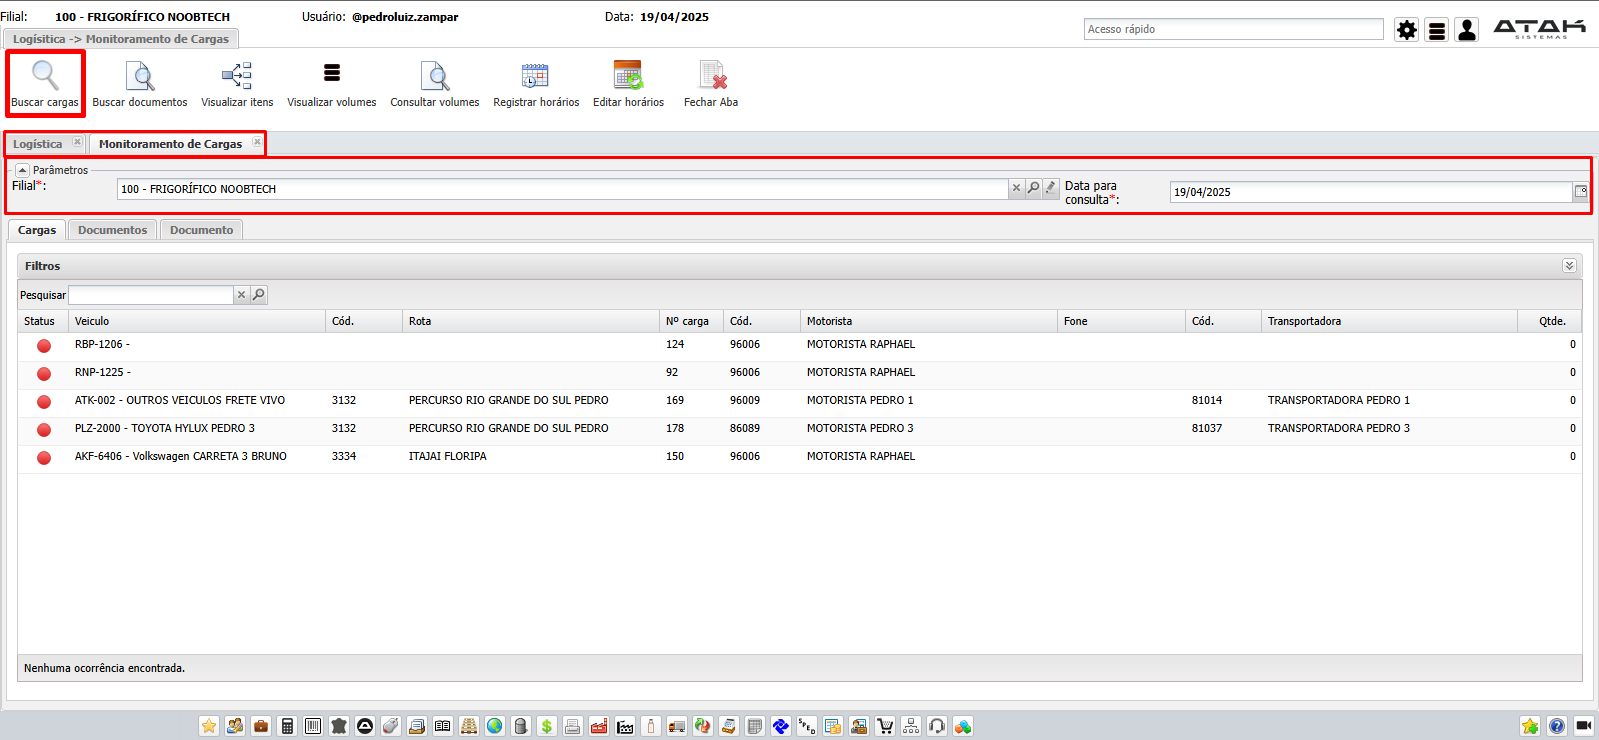 Filial: 100 - FRIGORÍFICO NOOBTECH Usuário: @pedroluiz.zampar Data: 19/04/2025
Logísitica -> Monitoramento de Cargas
Acesso rápido
ATAK
SISTEMAS
Buscar cargas Buscar documentos Visualizar itens Visualizar volumes Consultar volumes Registrar horários Editar horários Fechar Aba
Logística Monitoramento de Cargas
Parâmetros
Filial*: 100 - FRIGORÍFICO NOOBTECH Data para consulta*: 19/04/2025
Cargas Documentos Documento
Filtros
Pesquisar
Status Veiculo Cód. Rota Nº carga Cód. Motorista Fone Cód. Transportadora Qtde.
RBP-1206 - 124 96006 MOTORISTA RAPHAEL 0
RNP-1225 - 92 96006 MOTORISTA RAPHAEL 0
ATK-002 - OUTROS VEICULOS FRETE VIVO 3132 PERCURSO RIO GRANDE DO SUL PEDRO 169 96009 MOTORISTA PEDRO 1 81014 TRANSPORTADORA PEDRO 1 0
PLZ-2000 - TOYOTA HYLUX PEDRO 3 3132 PERCURSO RIO GRANDE DO SUL PEDRO 178 86089 MOTORISTA PEDRO 3 81037 TRANSPORTADORA PEDRO 3 0
AKF-6406 - Volkswagen CARRETA 3 BRUNO 3334 ITAJAI FLORIPA 150 96006 MOTORISTA RAPHAEL 0
Nenhuma ocorrência encontrada.
SPED